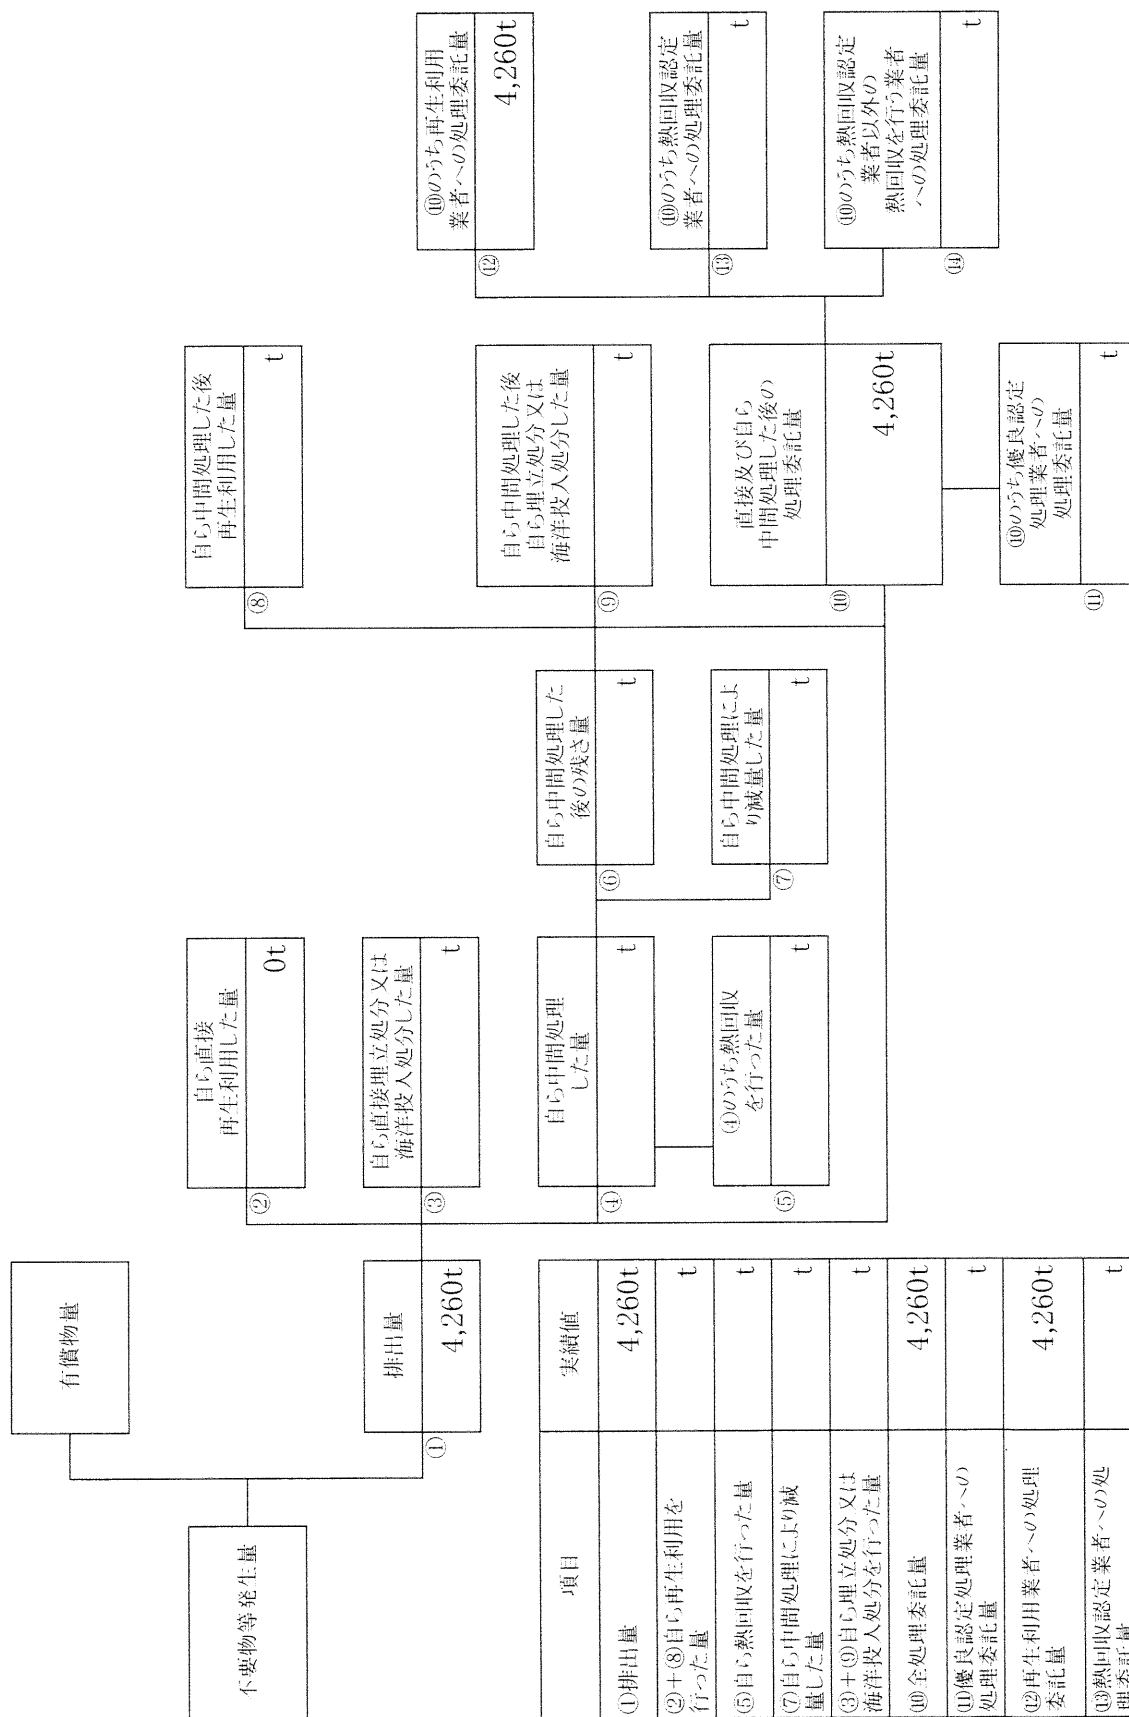 不要物等発生量
有償物量
①
排出量
4,260t
②
自ら直接
再生利用した量
0t
③
自ら直接埋立処分又は
海洋投入処分した量
t
④
自ら中間処理
した量
t
⑤
④のうち熱回収
を行った量
t
⑥
自ら中間処理した
後の残さ量
t
⑦
自ら中間処理によ
り減量した量
t
⑧
自ら中間処理した後
再生利用した量
t
⑨
自ら中間処理した後
自ら埋立処分又は
海洋投入処分した量
t
⑩
直接及び自ら
中間処理した後の
処理委託量
4,260t
⑪
⑩のうち優良認定
処理業者への
処理委託量
t
⑫
⑩のうち再生利用
業者への処理委託量
4,260t
⑬
⑩のうち熱回収認定
業者への処理委託量
t
⑭
⑩のうち熱回収認定
業者以外の
熱回収を行う業者
への処理委託量
t
項目
実績値
①排出量
4,260t
②+⑧自ら再生利用を
行った量
t
⑤自ら熱回収を行った量
t
⑦自ら中間処理により減
量した量
t
③+⑨自ら埋立処分又は
海洋投入処分を行った量
t
⑩全処理委託量
4,260t
⑪優良認定処理業者への
処理委託量
t
⑫再生利用業者への処理
委託量
4,260t
⑬熱回収認定業者への処
理委託量
t